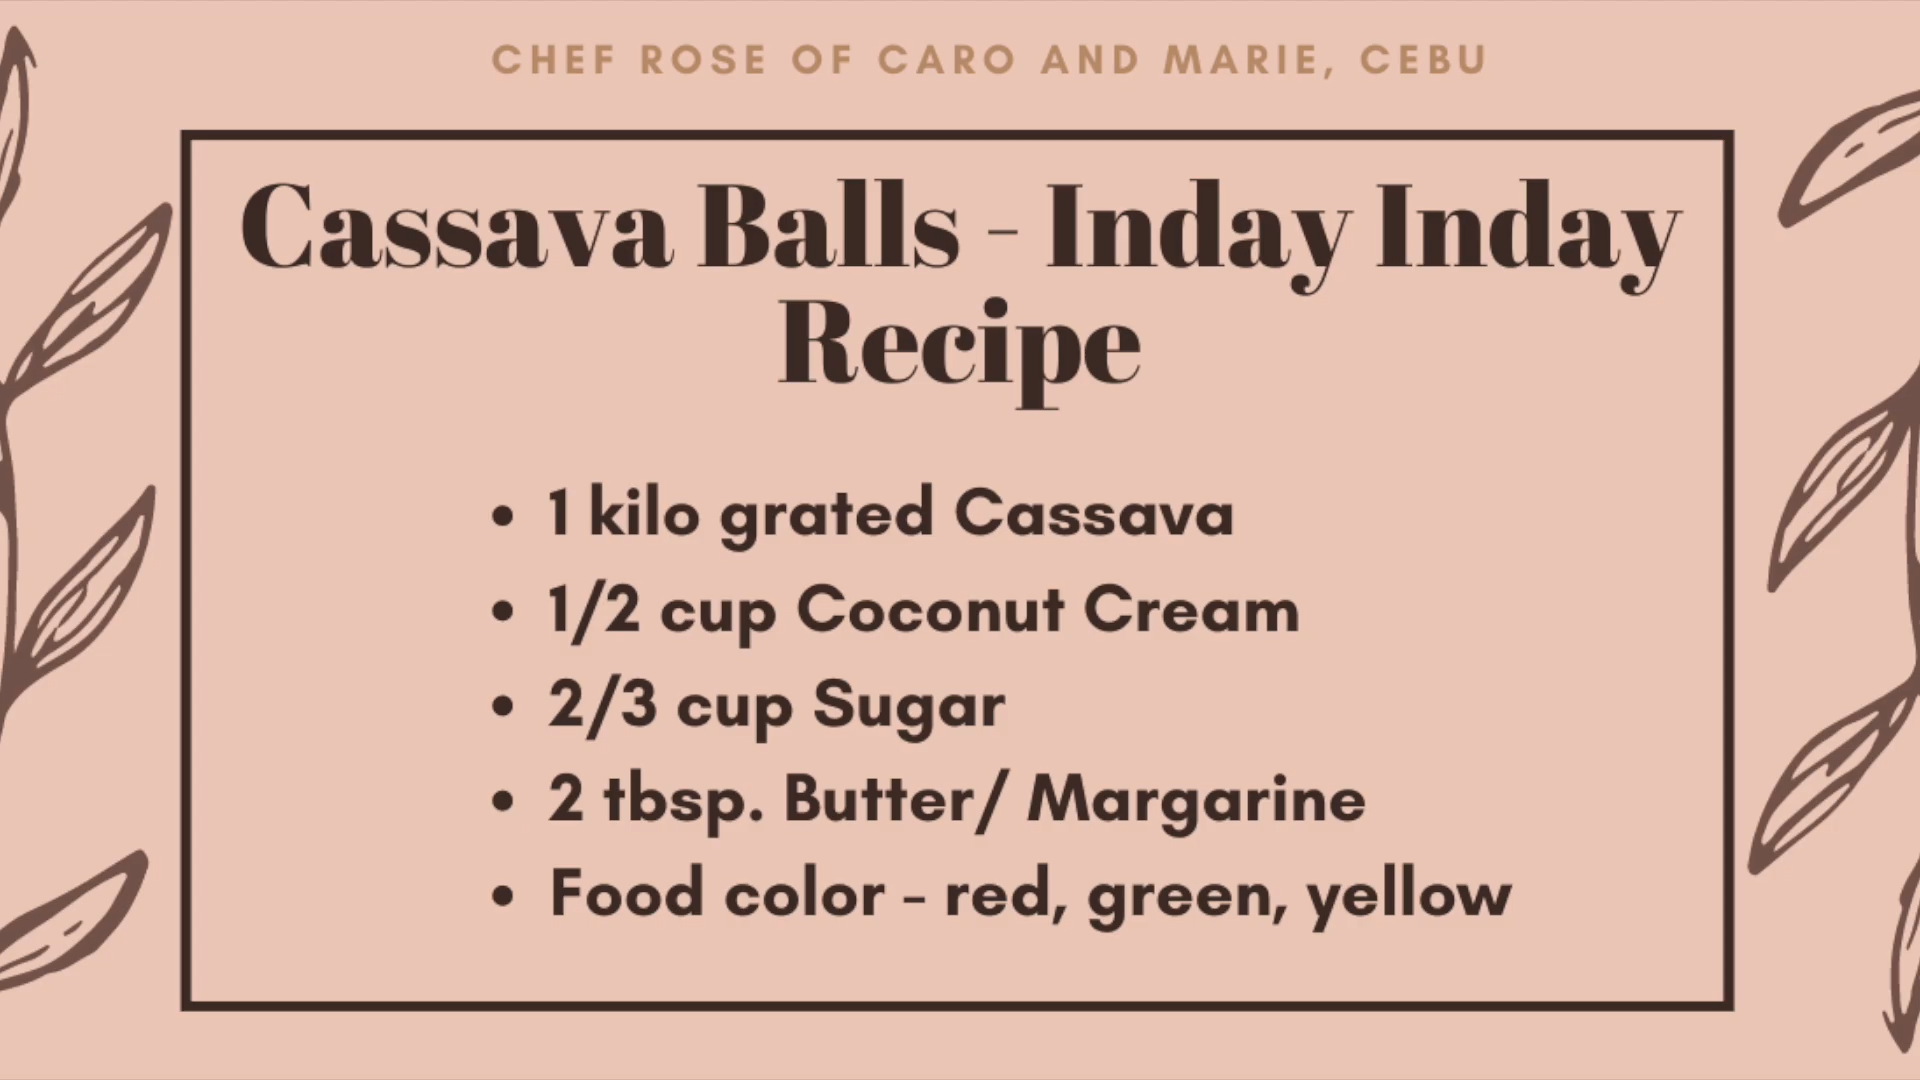 CHEF ROSE OF CARO AND MARIE, CEBU
Cassava Balls - Inday Inday
Recipe
• 1 kilo grated Cassava
• 1/2 cup Coconut Cream
• 2/3 cup Sugar
• 2 tbsp. Butter/ Margarine
• Food color - red, green, yellow